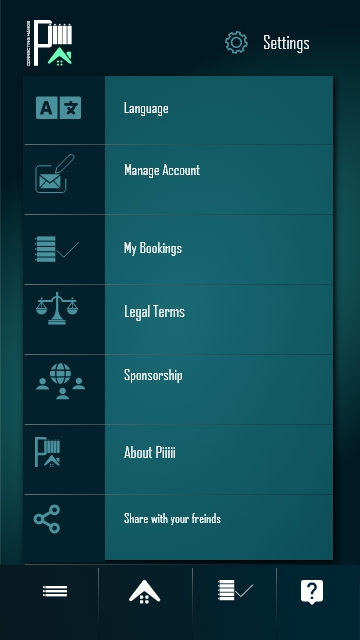 Settings
Language
Manage Account
My Bookings
Legal Terms
Sponsorship
About Piiiii
Share with your freinds